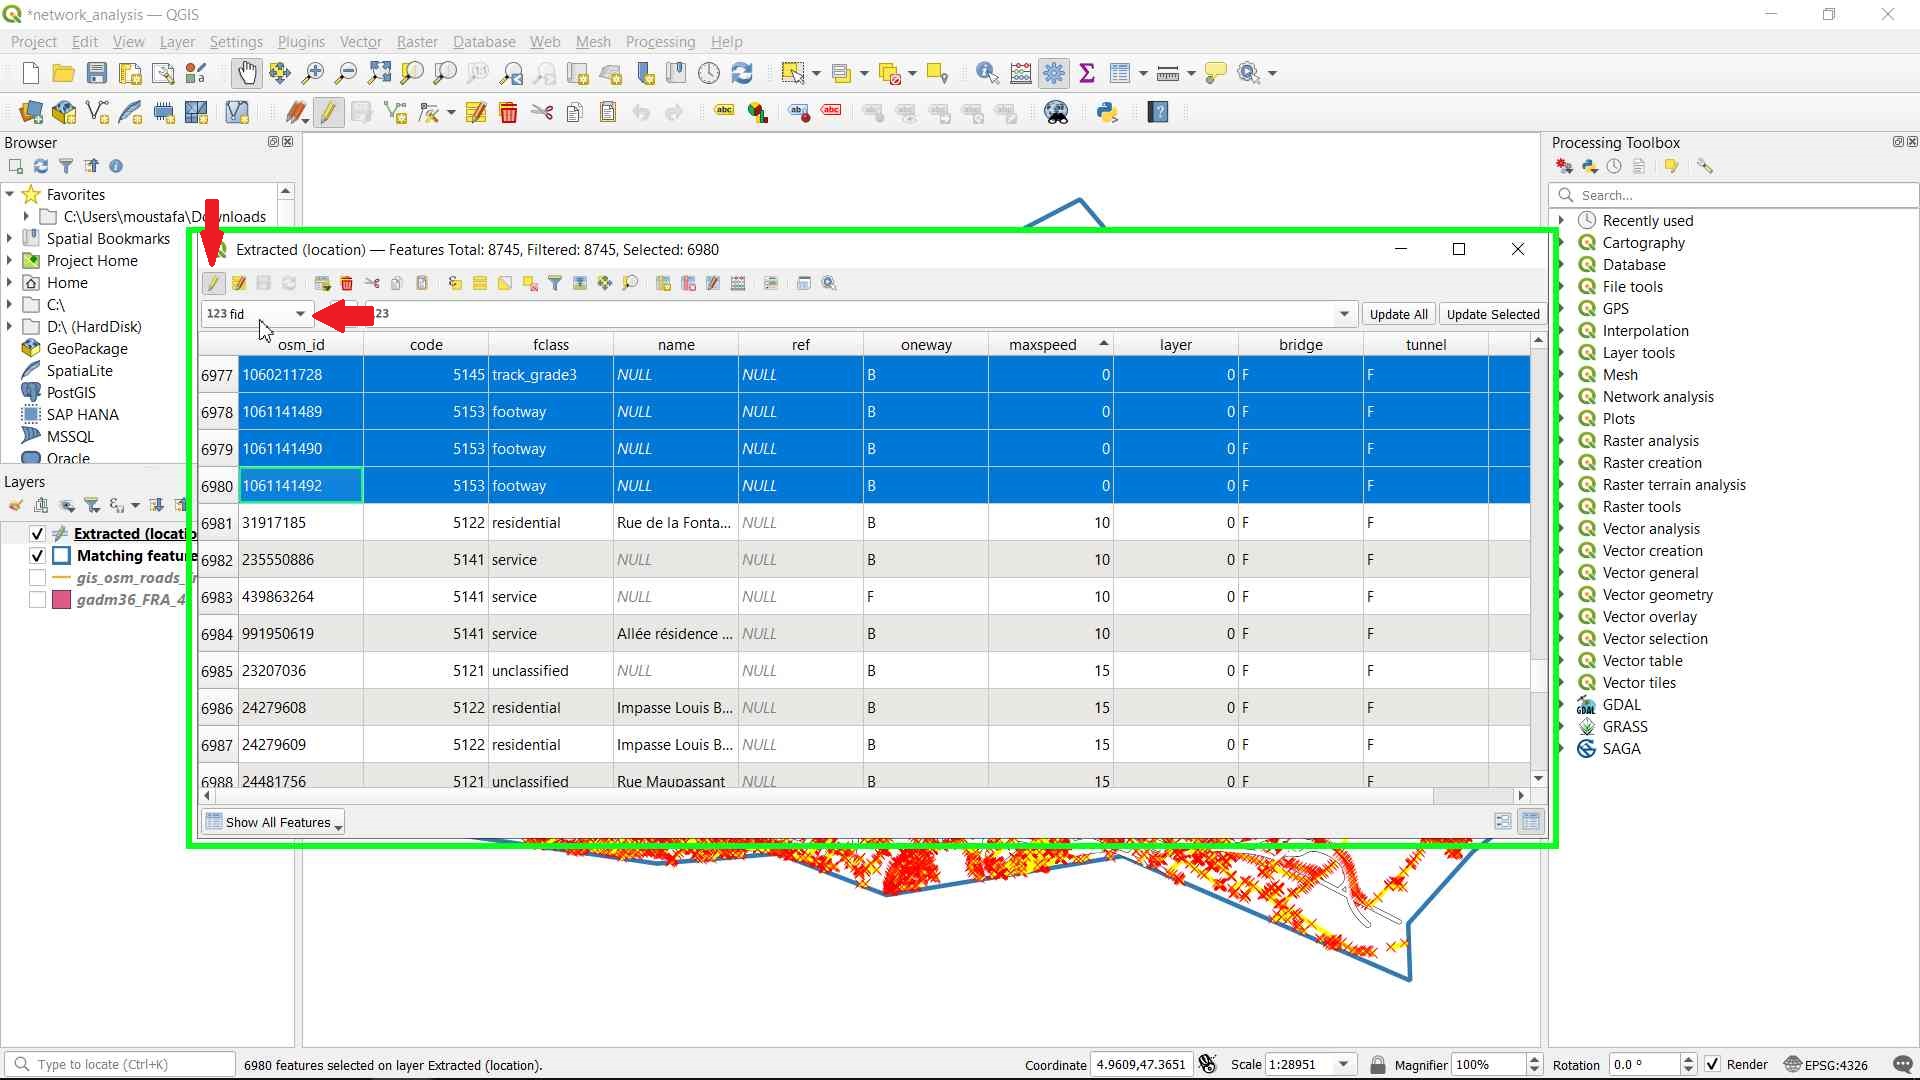 *network_analysis — QGIS
Project Edit View Layer Settings Plugins Vector Raster Database Web Mesh Processing Help
Browser
Favorites
C:\Users\moustafa\Downloads
Spatial Bookmarks
Project Home
Home
C:\
D:\ (HardDisk)
GeoPackage
SpatiaLite
PostGIS
SAP HANA
MSSQL
Oracle
Layers
Extracted (locatio
Matching feature
gis_osm_roads_fr
gadm36_FRA_4
Extracted (location) — Features Total: 8745, Filtered: 8745, Selected: 6980
123 fid 23 Update All Update Selected
osm_id code fclass name ref oneway maxspeed layer bridge tunnel
6977 1060211728 5145 track_grade3 NULL NULL B 0 0 F F
6978 1061141489 5153 footway NULL NULL B 0 0 F F
6979 1061141490 5153 footway NULL NULL B 0 0 F F
6980 1061141492 5153 footway NULL NULL B 0 0 F F
6981 31917185 5122 residential Rue de la Fonta... NULL B 10 0 F F
6982 235550886 5141 service NULL NULL B 10 0 F F
6983 439863264 5141 service NULL NULL F 10 0 F F
6984 991950619 5141 service Allée résidence ... NULL B 10 0 F F
6985 23207036 5121 unclassified NULL NULL B 15 0 F F
6986 24279608 5122 residential Impasse Louis B... NULL B 15 0 F F
6987 24279609 5122 residential Impasse Louis B... NULL B 15 0 F F
6988 24481756 5121 unclassified Rue Maupassant NULL B 15 0 F F
Show All Features
Processing Toolbox
Search...
Recently used
Cartography
Database
File tools
GPS
Interpolation
Layer tools
Mesh
Network analysis
Plots
Raster analysis
Raster creation
Raster terrain analysis
Raster tools
Vector analysis
Vector creation
Vector general
Vector geometry
Vector overlay
Vector selection
Vector table
Vector tiles
GDAL
GRASS
SAGA
Type to locate (Ctrl+K) 6980 features selected on layer Extracted (location). Coordinate 4.9609,47.3651 Scale 1:28951 Magnifier 100% Rotation 0.0 ° Render EPSG:4326